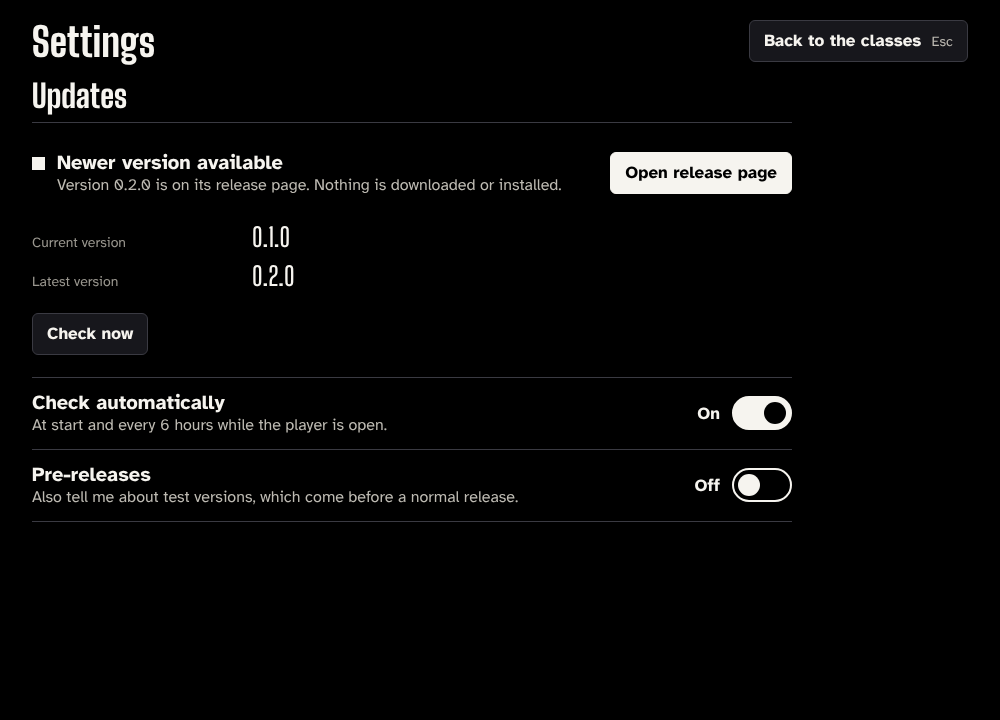 Settings
Back to the classes Esc
Updates
Newer version available
Version 0.2.0 is on its release page. Nothing is downloaded or installed.
Open release page
Current version 0.1.0
Latest version 0.2.0
Check now
Check automatically
At start and every 6 hours while the player is open.
On
Pre-releases
Also tell me about test versions, which come before a normal release.
Off